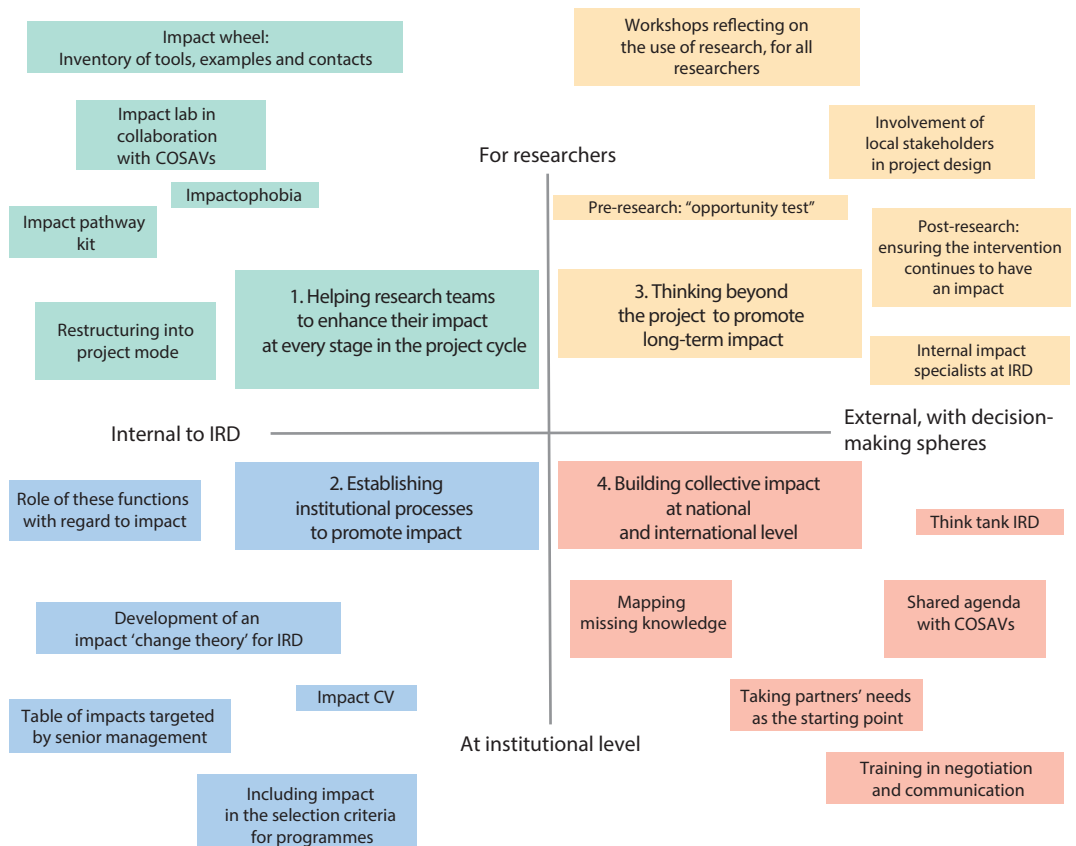 Impact wheel:
Inventory of tools, examples and contacts
Workshops reflecting on
the use of research, for all
researchers
Impact lab in
collaboration
with COSAVs
Involvement of
local stakeholders
in project design
For researchers
Impactophobia
Pre-research: “opportunity test”
Impact pathway
kit
Post-research:
ensuring the intervention
continues to have
an impact
1. Helping research teams
to enhance their impact
at every stage in the project cycle
3. Thinking beyond
the project to promote
long-term impact
Restructuring into
project mode
Internal impact
specialists at IRD
Internal to IRD
External, with decision-
making spheres
Role of these functions
with regard to impact
2. Establishing
institutional processes
to promote impact
4. Building collective impact
at national
and international level
Think tank IRD
Development of an
impact ‘change theory’ for IRD
Mapping
missing knowledge
Shared agenda
with COSAVs
Impact CV
Table of impacts targeted
by senior management
Taking partners’ needs
as the starting point
At institutional level
Training in negotiation
and communication
Including impact
in the selection criteria
for programmes